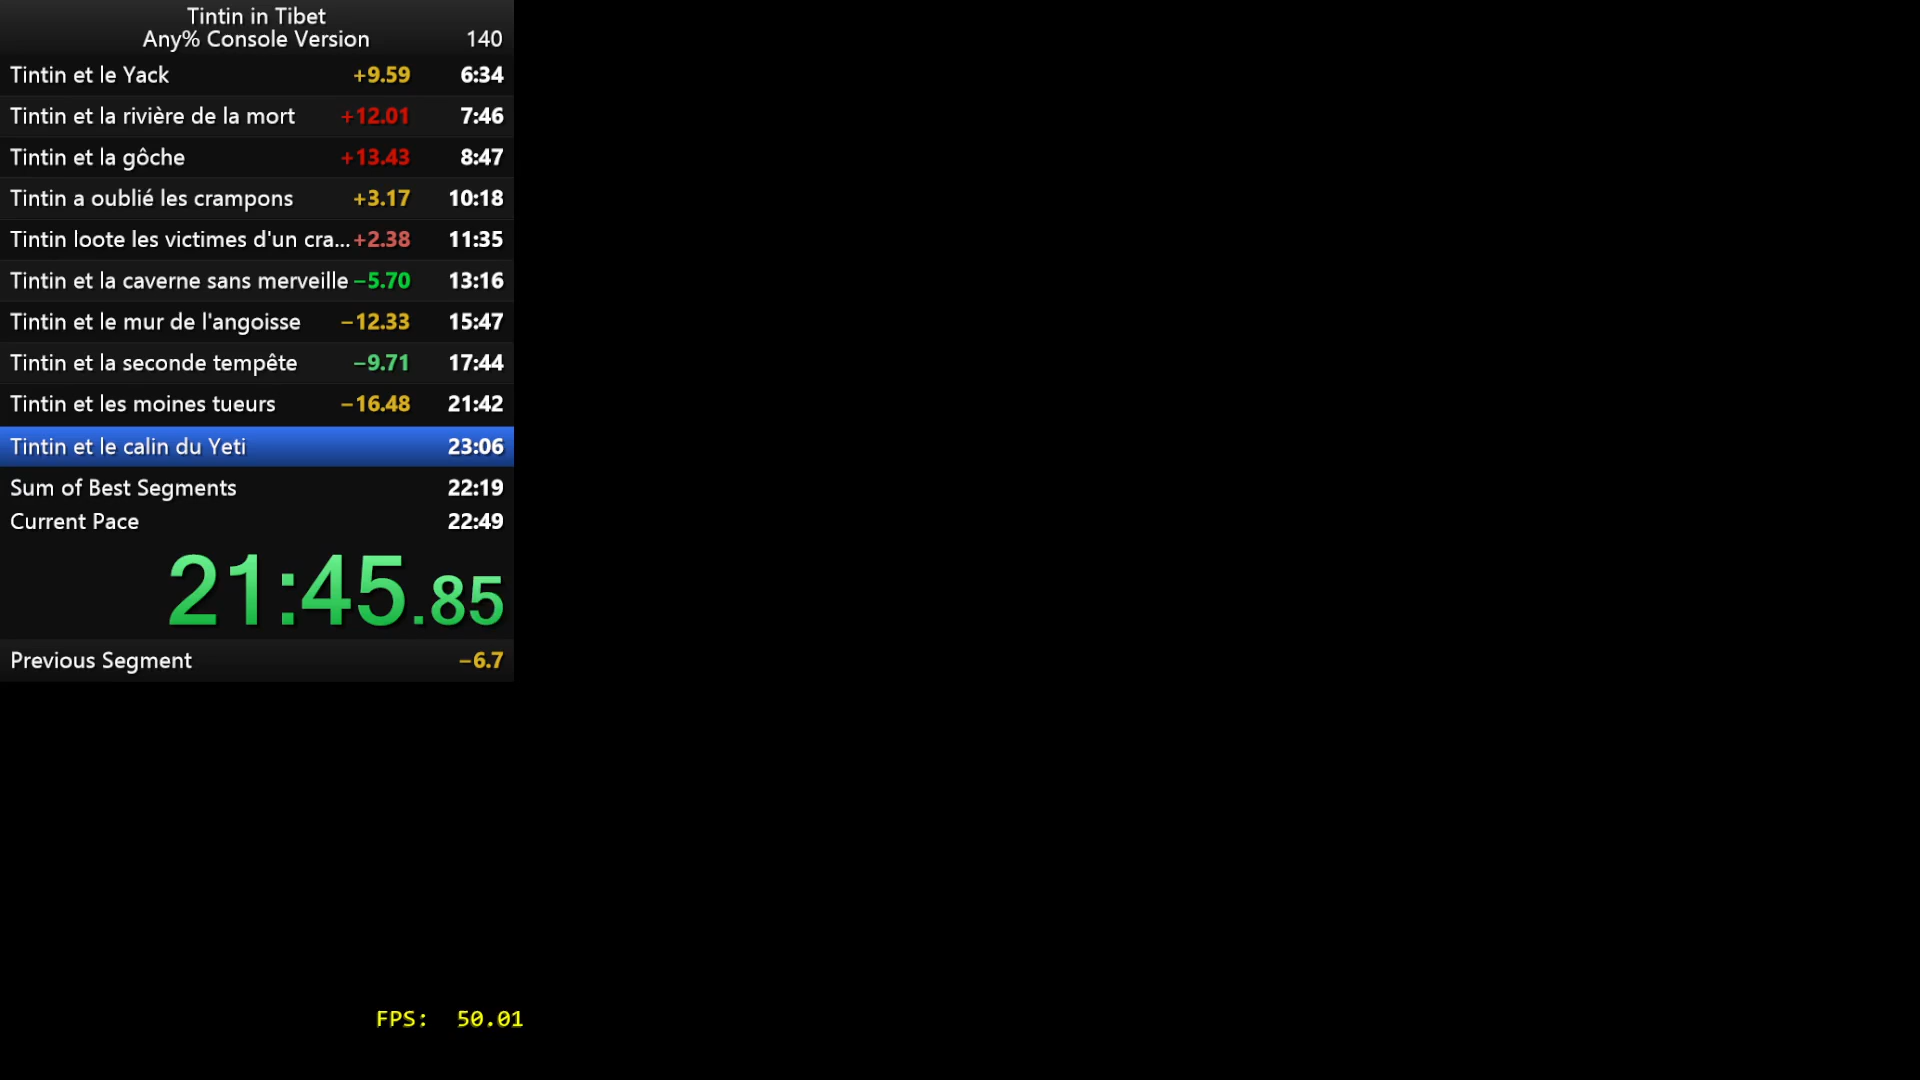 Tintin in Tibet
Any% Console Version 140
Tintin et le Yack +9.59 6:34
Tintin et la rivière de la mort +12.01 7:46
Tintin et la gôche +13.43 8:47
Tintin a oublié les crampons +3.17 10:18
Tintin loote les victimes d'un cra... +2.38 11:35
Tintin et la caverne sans merveille −5.70 13:16
Tintin et le mur de l'angoisse −12.33 15:47
Tintin et la seconde tempête −9.71 17:44
Tintin et les moines tueurs −16.48 21:42
Tintin et le calin du Yeti 23:06
Sum of Best Segments 22:19
Current Pace 22:49
21:45.85
Previous Segment −6.7
FPS: 50.01